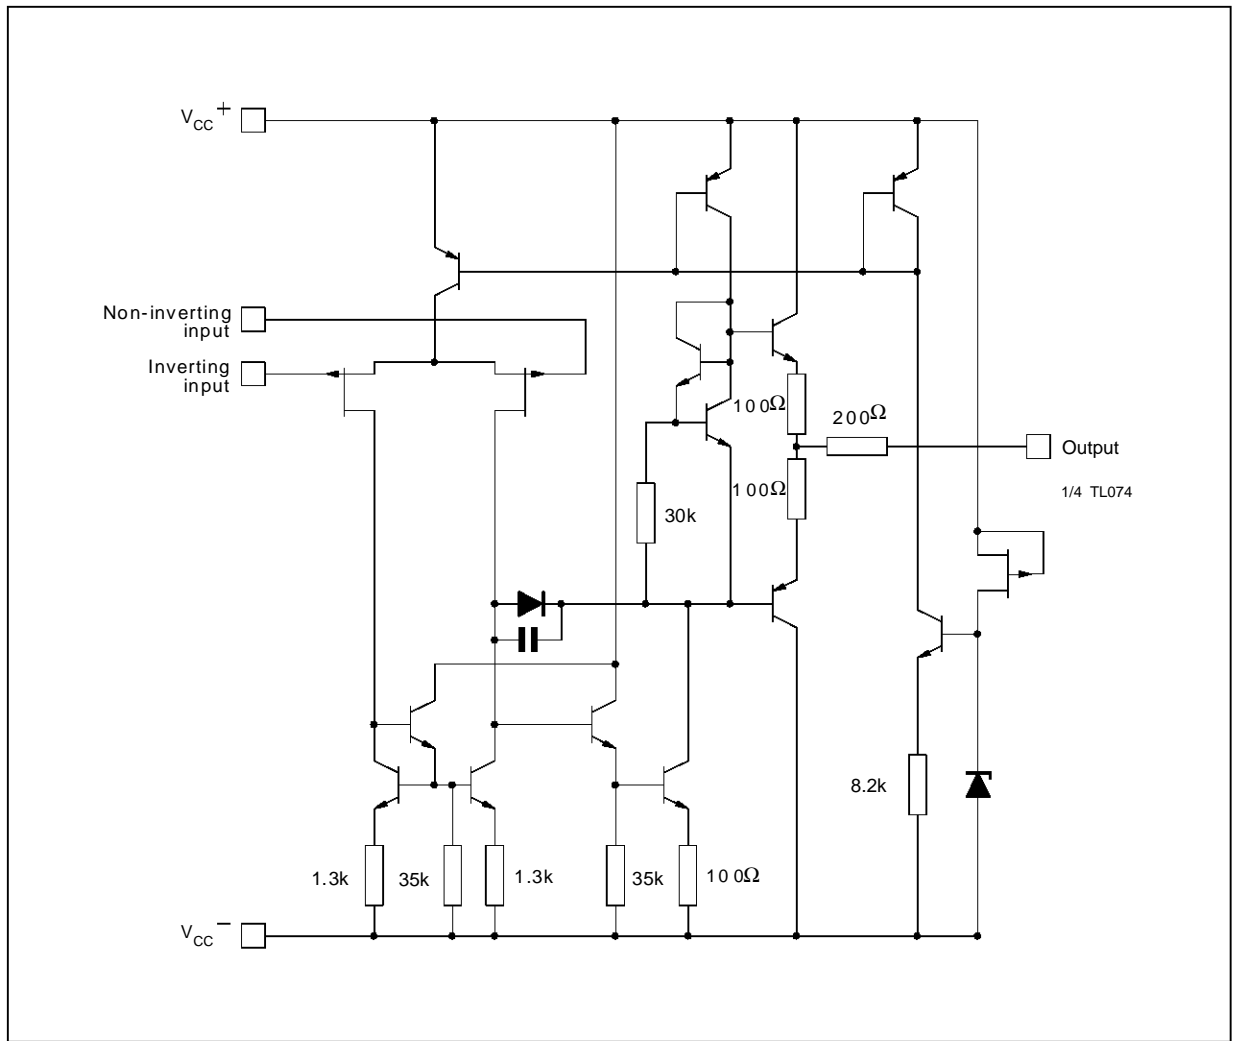 VCC+
Non-inverting
input
Inverting
input
100Ω
200Ω
Output
100Ω
1/4 TL074
30k
8.2k
1.3k
35k
1.3k
35k
100Ω
VCC−